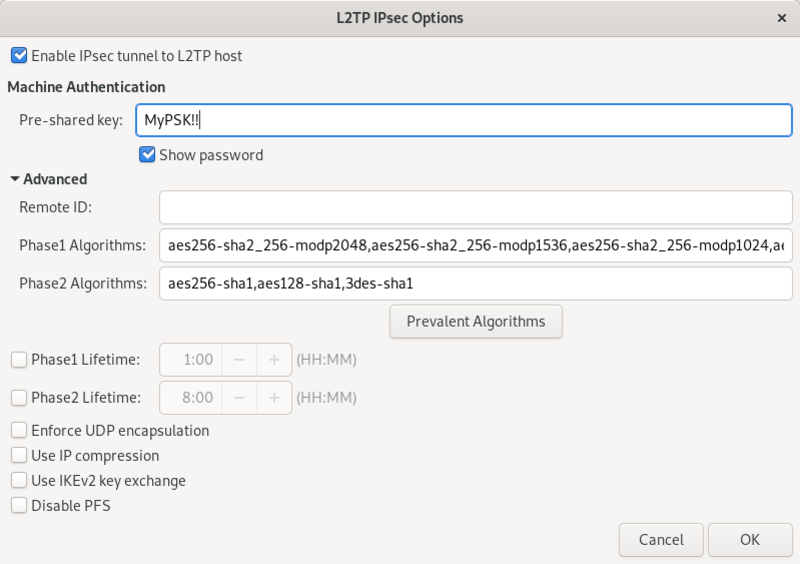 L2TP IPsec Options
Enable IPsec tunnel to L2TP host
Machine Authentication
Pre-shared key: MyPSK!!
Show password
Advanced
Remote ID:
Phase1 Algorithms: aes256-sha2_256-modp2048,aes256-sha2_256-modp1536,aes256-sha2_256-modp1024,ae
Phase2 Algorithms: aes256-sha1,aes128-sha1,3des-sha1
Prevalent Algorithms
Phase1 Lifetime: 1:00 − + (HH:MM)
Phase2 Lifetime: 8:00 − + (HH:MM)
Enforce UDP encapsulation
Use IP compression
Use IKEv2 key exchange
Disable PFS
Cancel OK